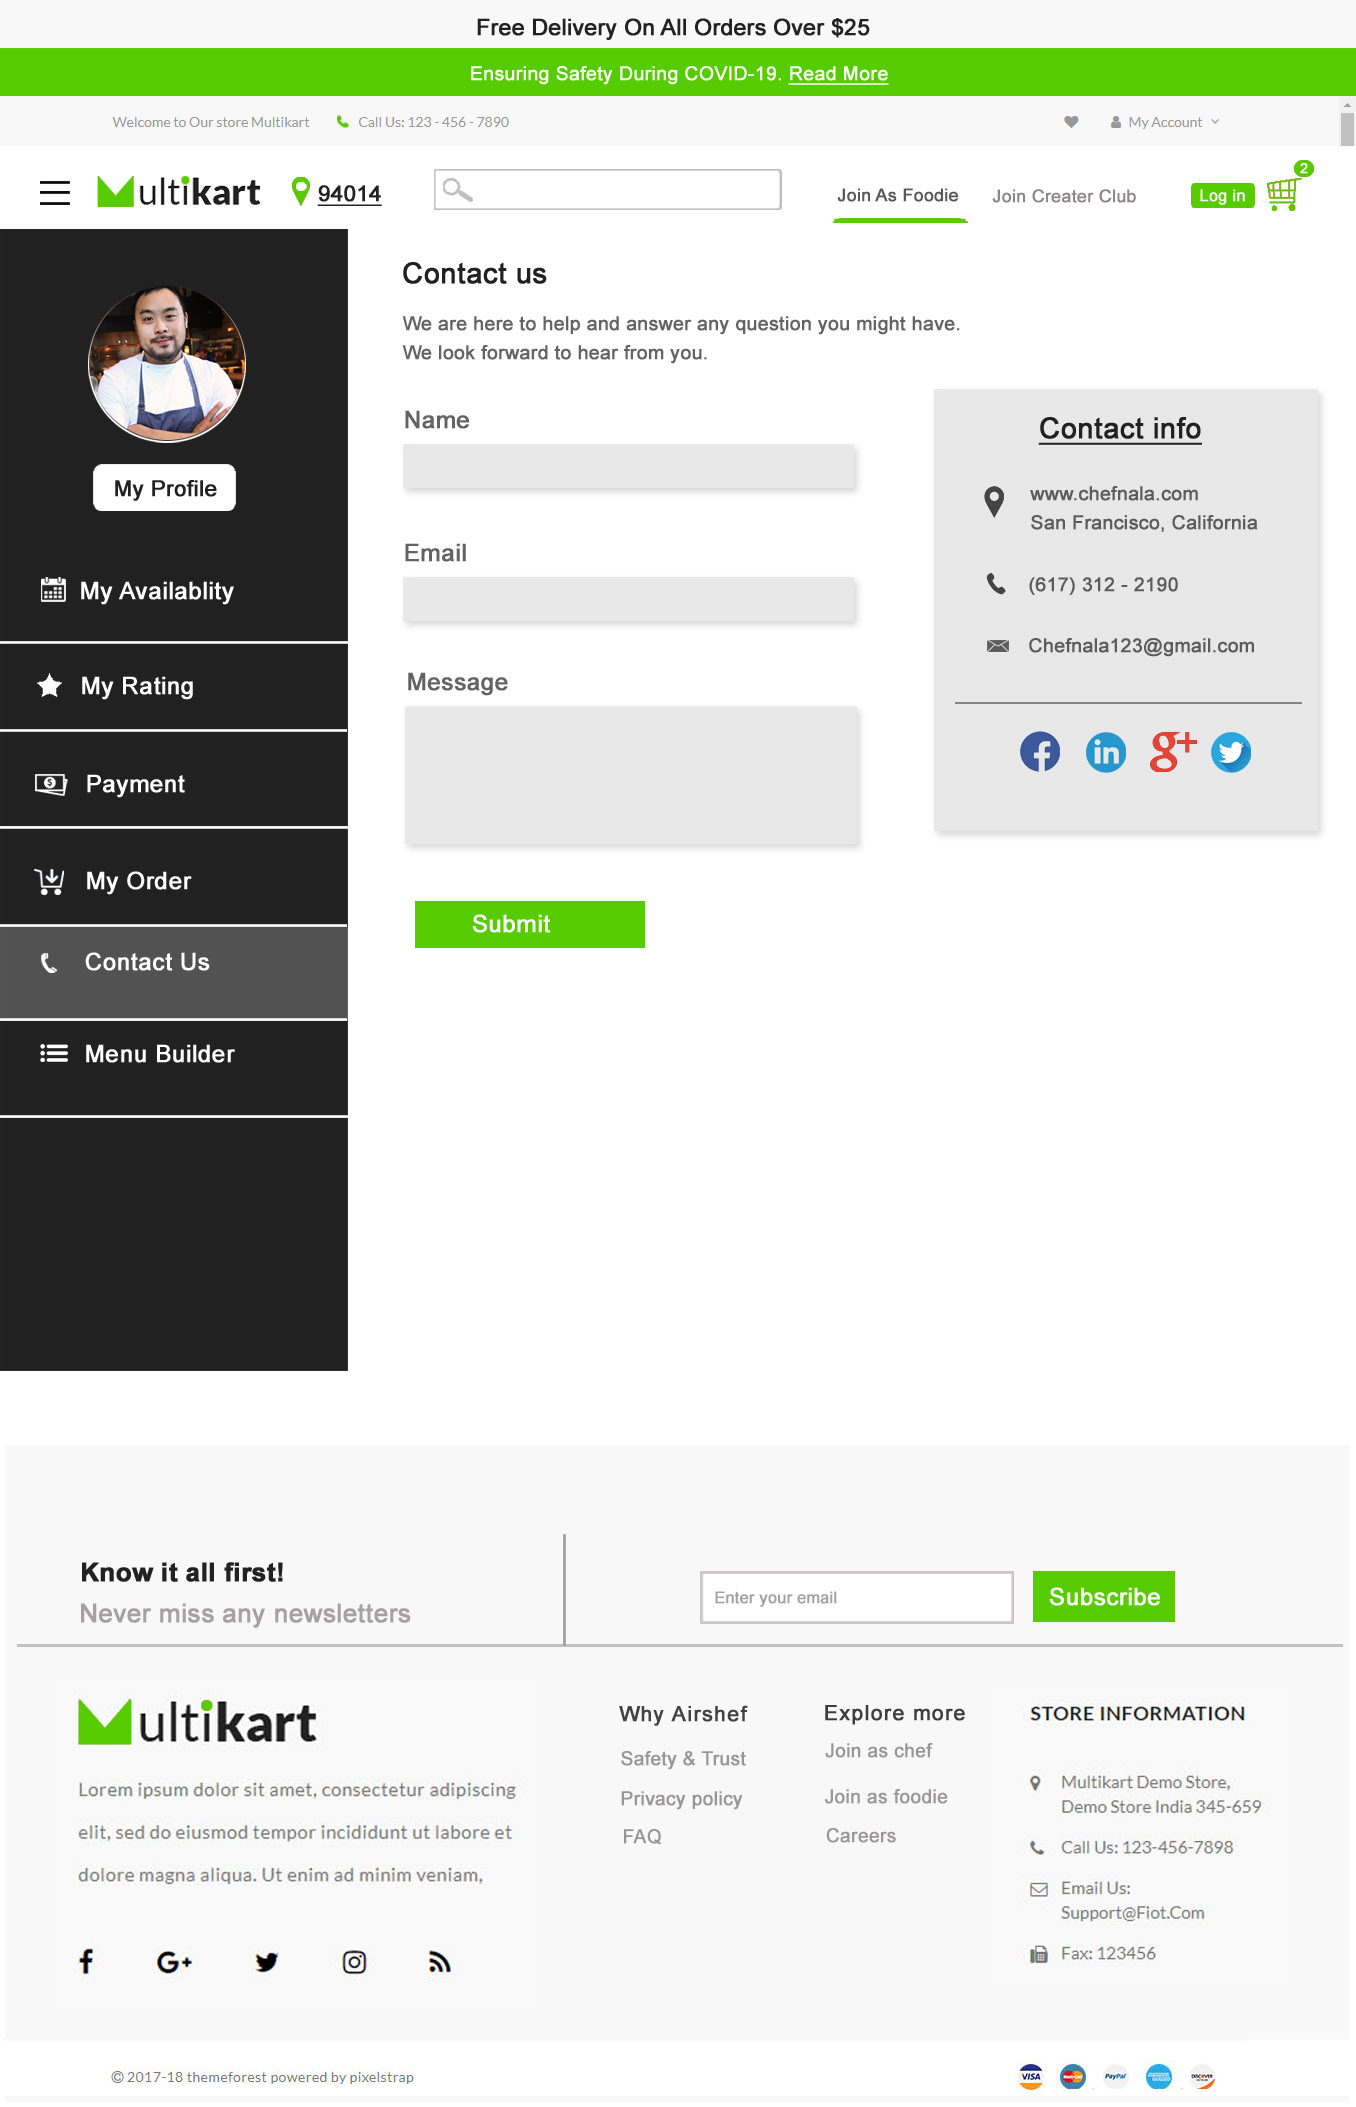 Free Delivery On All Orders Over $25
Ensuring Safety During COVID-19. Read More
Welcome to Our store Multikart
Call Us: 123 - 456 - 7890
My Account
Multikart
94014
Join As Foodie
Join Creater Club
Log in
2
My Profile
My Availablity
My Rating
Payment
My Order
Contact Us
Menu Builder
Contact us
We are here to help and answer any question you might have.
We look forward to hear from you.
Name
Email
Message
Submit
Contact info
www.chefnala.com
San Francisco, California
(617) 312 - 2190
Chefnala123@gmail.com
Know it all first!
Never miss any newsletters
Enter your email
Subscribe
Multikart
Lorem ipsum dolor sit amet, consectetur adipiscing
elit, sed do eiusmod tempor incididunt ut labore et
dolore magna aliqua. Ut enim ad minim veniam,
Why Airshef
Safety & Trust
Privacy policy
FAQ
Explore more
Join as chef
Join as foodie
Careers
STORE INFORMATION
Multikart Demo Store,
Demo Store India 345-659
Call Us: 123-456-7898
Email Us:
Support@Fiot.Com
Fax: 123456
© 2017-18 themeforest powered by pixelstrap
VISA
MasterCard
PayPal
DISCOVER